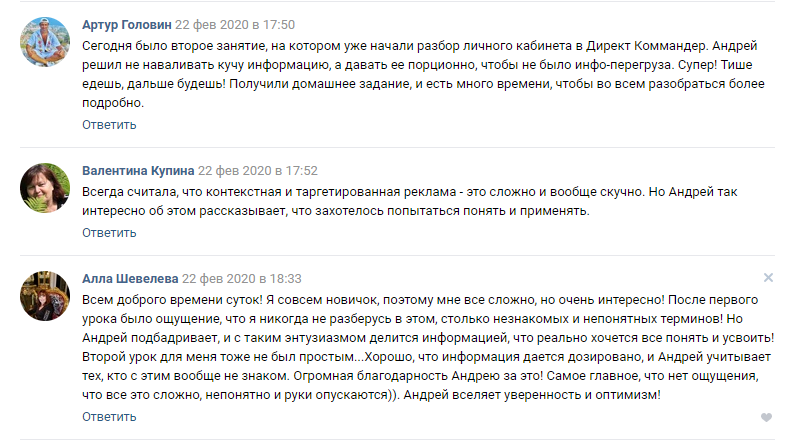 Артур Головин 22 фев 2020 в 17:50
Сегодня было второе занятие, на котором уже начали разбор личного кабинета в Директ Коммандер. Андрей
решил не наваливать кучу информацию, а давать ее порционно, чтобы не было инфо-перегруза. Супер! Тише
едешь, дальше будешь! Получили домашнее задание, и есть много времени, чтобы во всем разобраться более
подробно.
Ответить
Валентина Купина 22 фев 2020 в 17:52
Всегда считала, что контекстная и таргетированная реклама - это сложно и вообще скучно. Но Андрей так
интересно об этом рассказывает, что захотелось попытаться понять и применять.
Ответить
Алла Шевелева 22 фев 2020 в 18:33
Всем доброго времени суток! Я совсем новичок, поэтому мне все сложно, но очень интересно! После первого
урока было ощущение, что я никогда не разберусь в этом, столько незнакомых и непонятных терминов! Но
Андрей подбадривает, и с таким энтузиазмом делится информацией, что реально хочется все понять и усвоить!
Второй урок для меня тоже не был простым...Хорошо, что информация дается дозировано, и Андрей учитывает
тех, кто с этим вообще не знаком. Огромная благодарность Андрею за это! Самое главное, что нет ощущения,
что все это сложно, непонятно и руки опускаются)). Андрей вселяет уверенность и оптимизм!
Ответить